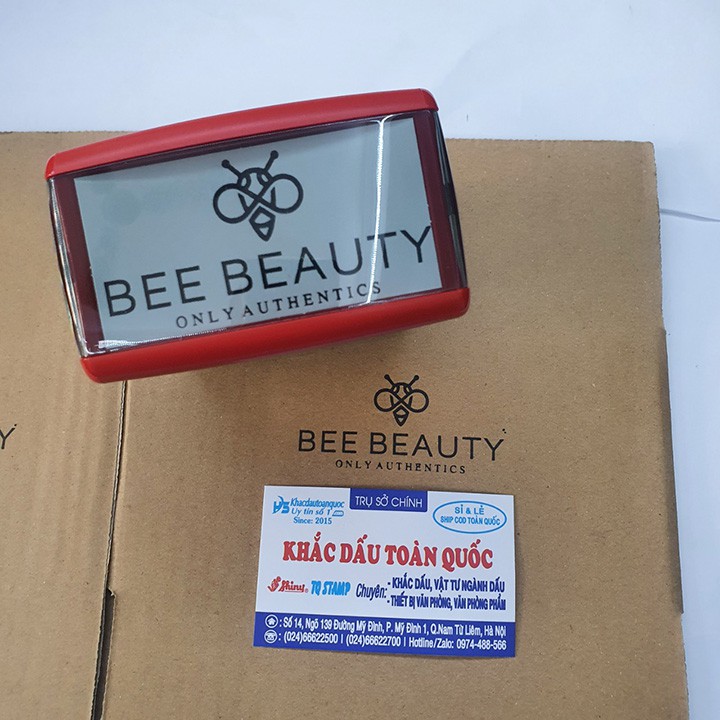 BEE BEAUTY
ONLY AUTHENTICS
BEE BEAUTY
ONLY AUTHENTICS
Y
Khacdautoanquoc
Uy tín số 1
Since: 2015
TRỤ SỞ CHÍNH
SỈ & LẺ
SHIP COD TOÀN QUỐC
KHẮC DẤU TOÀN QUỐC
Shiny® TQ STAMP Chuyên:
- KHẮC DẤU, VẬT TƯ NGÀNH DẤU
- THIẾT BỊ VĂN PHÒNG, VĂN PHÒNG PHẨM
: Số 14, Ngõ 139 Đường Mỹ Đình, P. Mỹ Đình 1, Q.Nam Từ Liêm, Hà Nội
: (024)66622500 I (024)66622700 I Hotline/Zalo: 0974-488-566